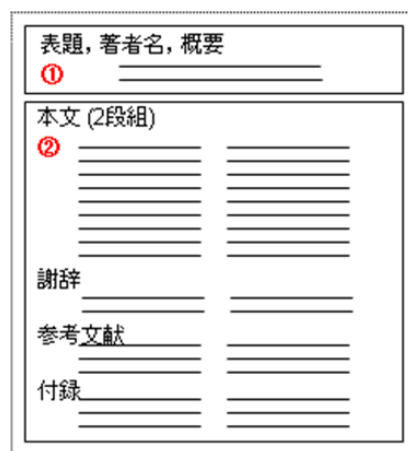 表題，著者名，概要
①
本文 (2段組)
②
謝辞
参考文献
付録